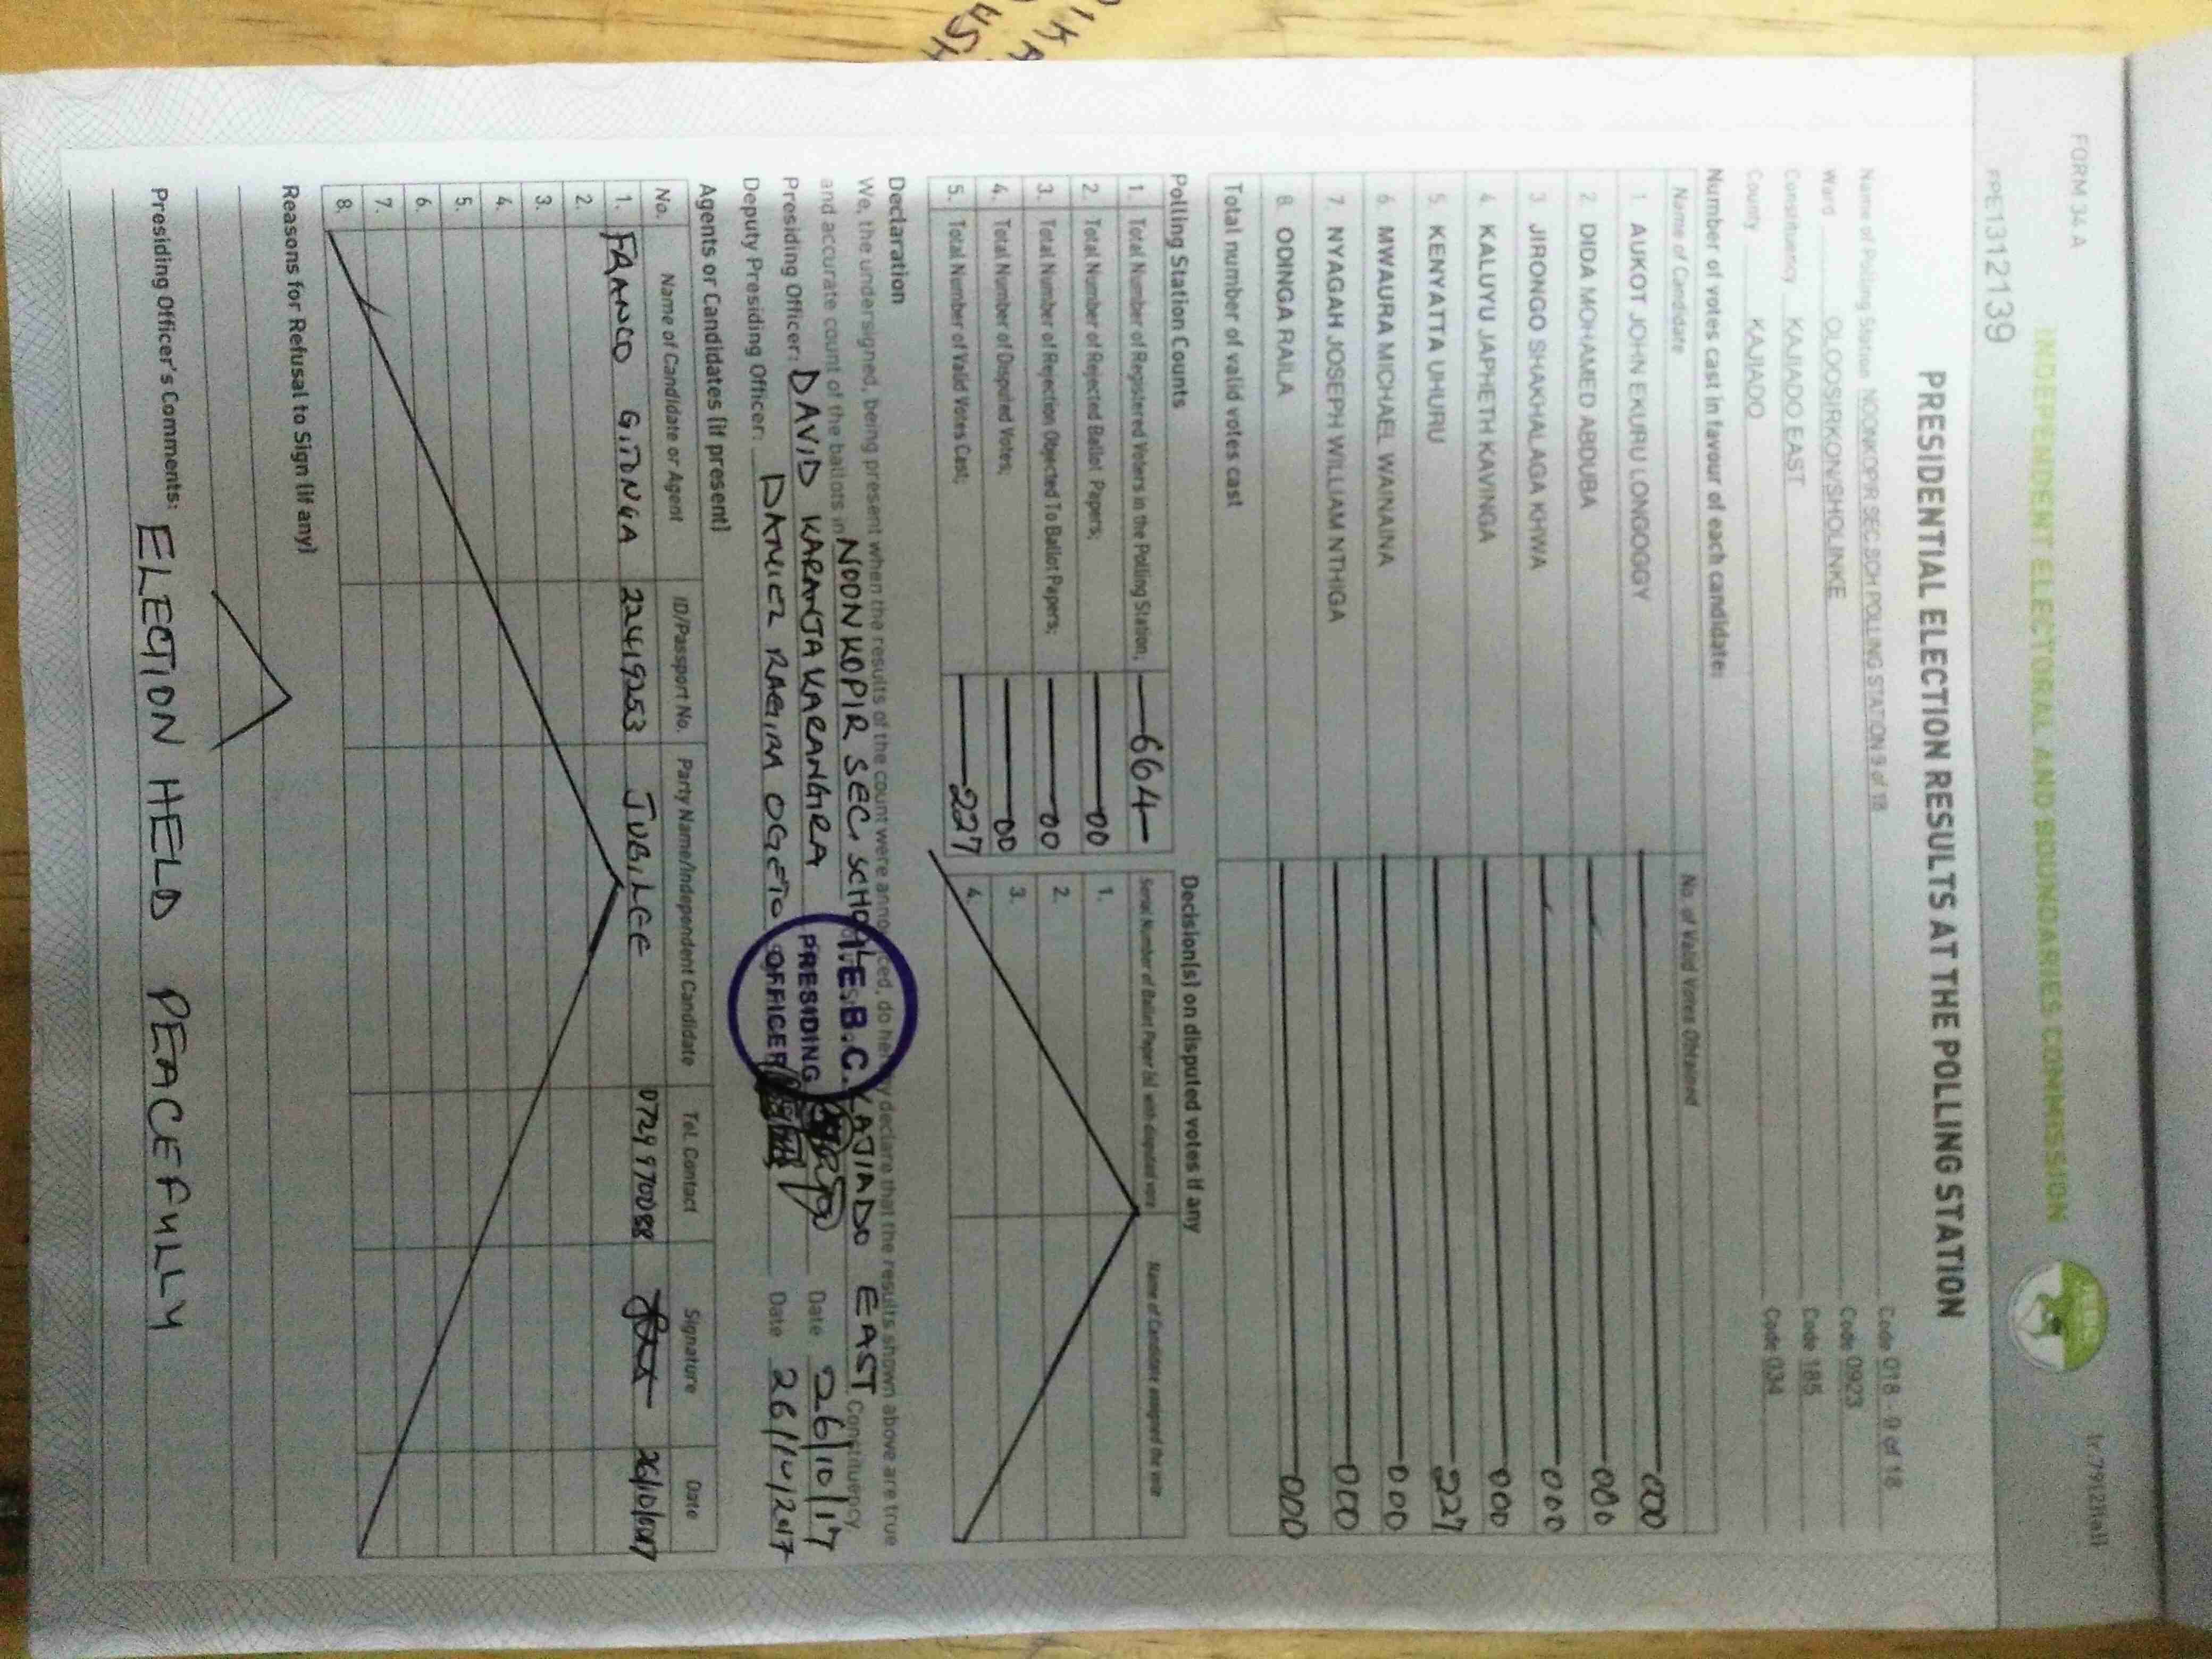 FORM 34 A
INDEPENDENT ELECTORAL AND BOUNDARIES COMMISSION
FPE1312139
PRESIDENTIAL ELECTION RESULTS AT THE POLLING STATION
Name of Polling Station NOONKOPIR SEC SCH POLLING STATION 9 of 18 Code 018 - 9 of 18
Ward OLOOSIRKON/SHOLINKE Code 0923
Constituency KAJIADO EAST Code 185
County KAJIADO Code 034
Number of votes cast in favour of each candidate:
Name of Candidate No. of Valid Votes Obtained
1 AUKOT JOHN EKURU LONGOGGY 000
2 DIDA MOHAMED ABDUBA 000
3 JIRONGO SHAKHALAGA KHWA 000
4 KALUYU JAPHETH KAVINGA 000
5 KENYATTA UHURU 227
6 MWAURA MICHAEL WAINAINA 000
7 NYAGAH JOSEPH WILLIAM NTHIGA 000
8 ODINGA RAILA 000
Total number of valid votes cast
Polling Station Counts
1. Total Number of Registered Voters in the Polling Station; 664
2. Total Number of Rejected Ballot Papers; 00
3. Total Number of Rejection Objected To Ballot Papers; 00
4. Total Number of Disputed Votes; 00
5. Total Number of Valid Votes Cast; 227
Decision(s) on disputed votes if any
Serial Number of Ballot Paper (s) with disputed vote Name of Candidate assigned the vote
1.
2.
3.
4.
Declaration
We, the undersigned, being present when the results of the count were announced, do hereby declare that the results shown above are true
and accurate count of the ballots in NOONKOPIR SEC. SCHOOL KAJIADO EAST Constituency
Presiding Officer: DAVID KARANJA KARANGIRA Date 26/10/17
Deputy Presiding Officer: DANIEL OGETO Date 26/10/2017
I.E.B.C.
PRESIDING
OFFICER
Agents or Candidates (if present)
No. Name of Candidate or Agent ID/Passport No. Party Name/Independent Candidate Tel. Contact Signature Date
1. FRANCO GITONGA 22419253 JUBILEE 0729970088 26/10/2017
2.
3.
4.
5.
6.
7.
8.
Reasons for Refusal to Sign (if any)
Presiding Officer's Comments: ELECTION HELD PEACEFULLY